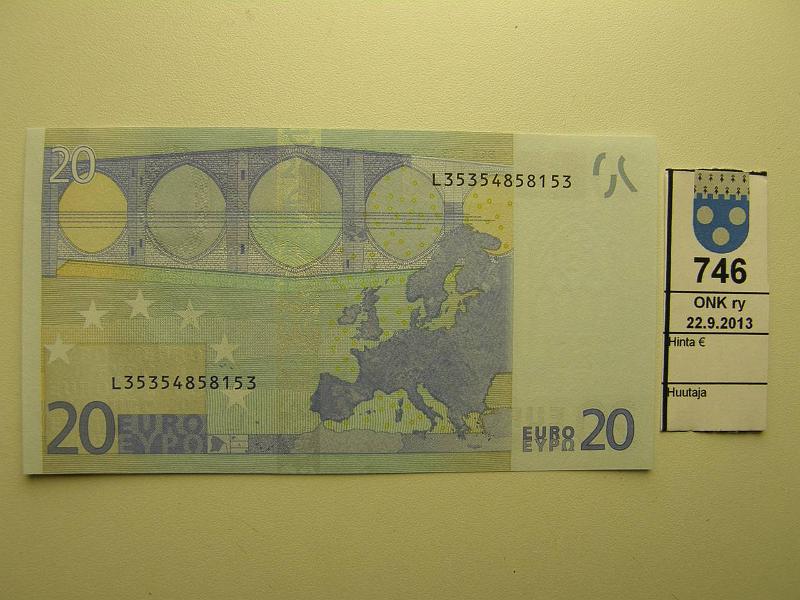 20
L35354858153
L35354858153
20 EURO
ΕΥΡΩ
EURO 20
ΕΥΡΩ
746
ONK ry
22.9.2013
Hinta €
Huutaja